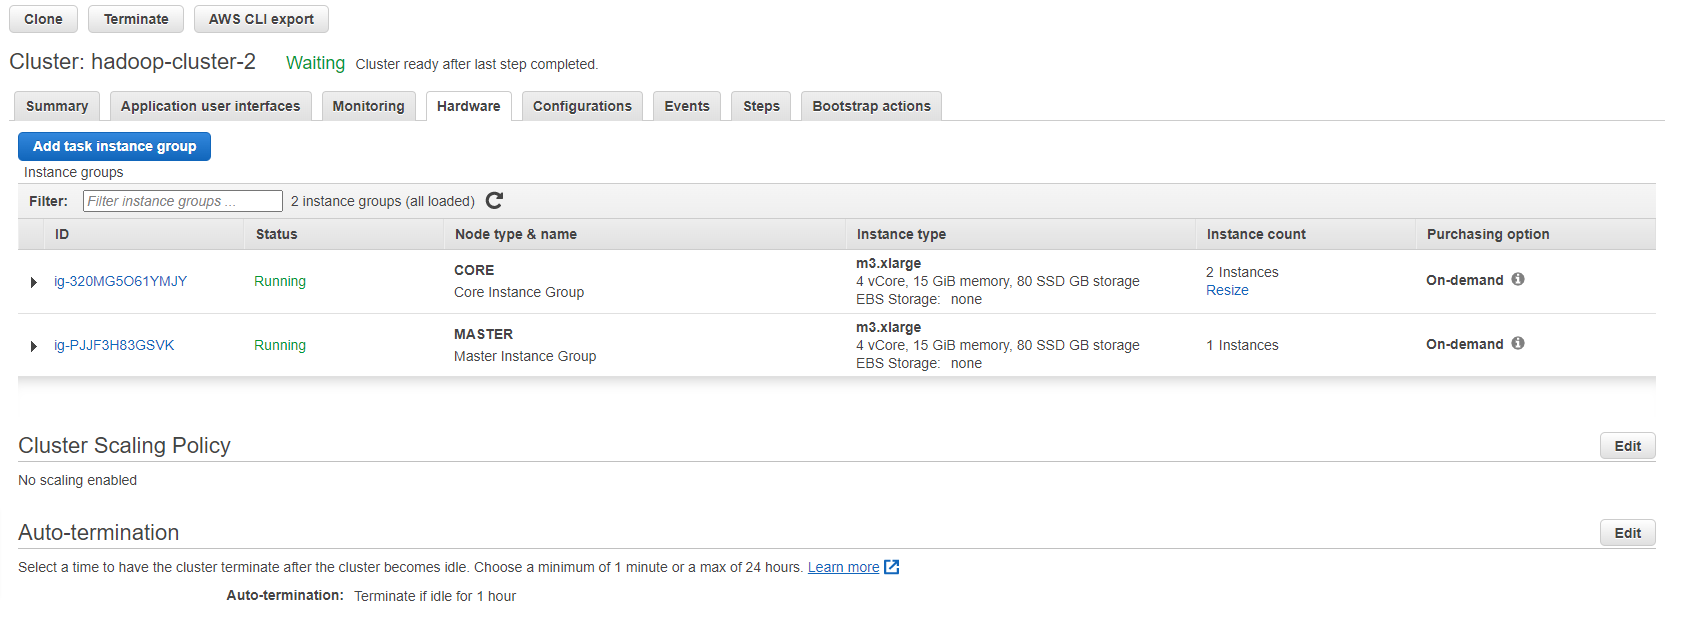 Clone Terminate AWS CLI export
Cluster: hadoop-cluster-2 Waiting Cluster ready after last step completed.
Summary Application user interfaces Monitoring Hardware Configurations Events Steps Bootstrap actions
Add task instance group
Instance groups
Filter: Filter instance groups ... 2 instance groups (all loaded)
ID Status Node type & name Instance type Instance count Purchasing option
ig-320MG5O61YMJY Running CORE
Core Instance Group
m3.xlarge
4 vCore, 15 GiB memory, 80 SSD GB storage
EBS Storage: none
2 Instances
Resize
On-demand
ig-PJJF3H83GSVK Running MASTER
Master Instance Group
m3.xlarge
4 vCore, 15 GiB memory, 80 SSD GB storage
EBS Storage: none
1 Instances
On-demand
Cluster Scaling Policy Edit
No scaling enabled
Auto-termination Edit
Select a time to have the cluster terminate after the cluster becomes idle. Choose a minimum of 1 minute or a max of 24 hours. Learn more
Auto-termination: Terminate if idle for 1 hour